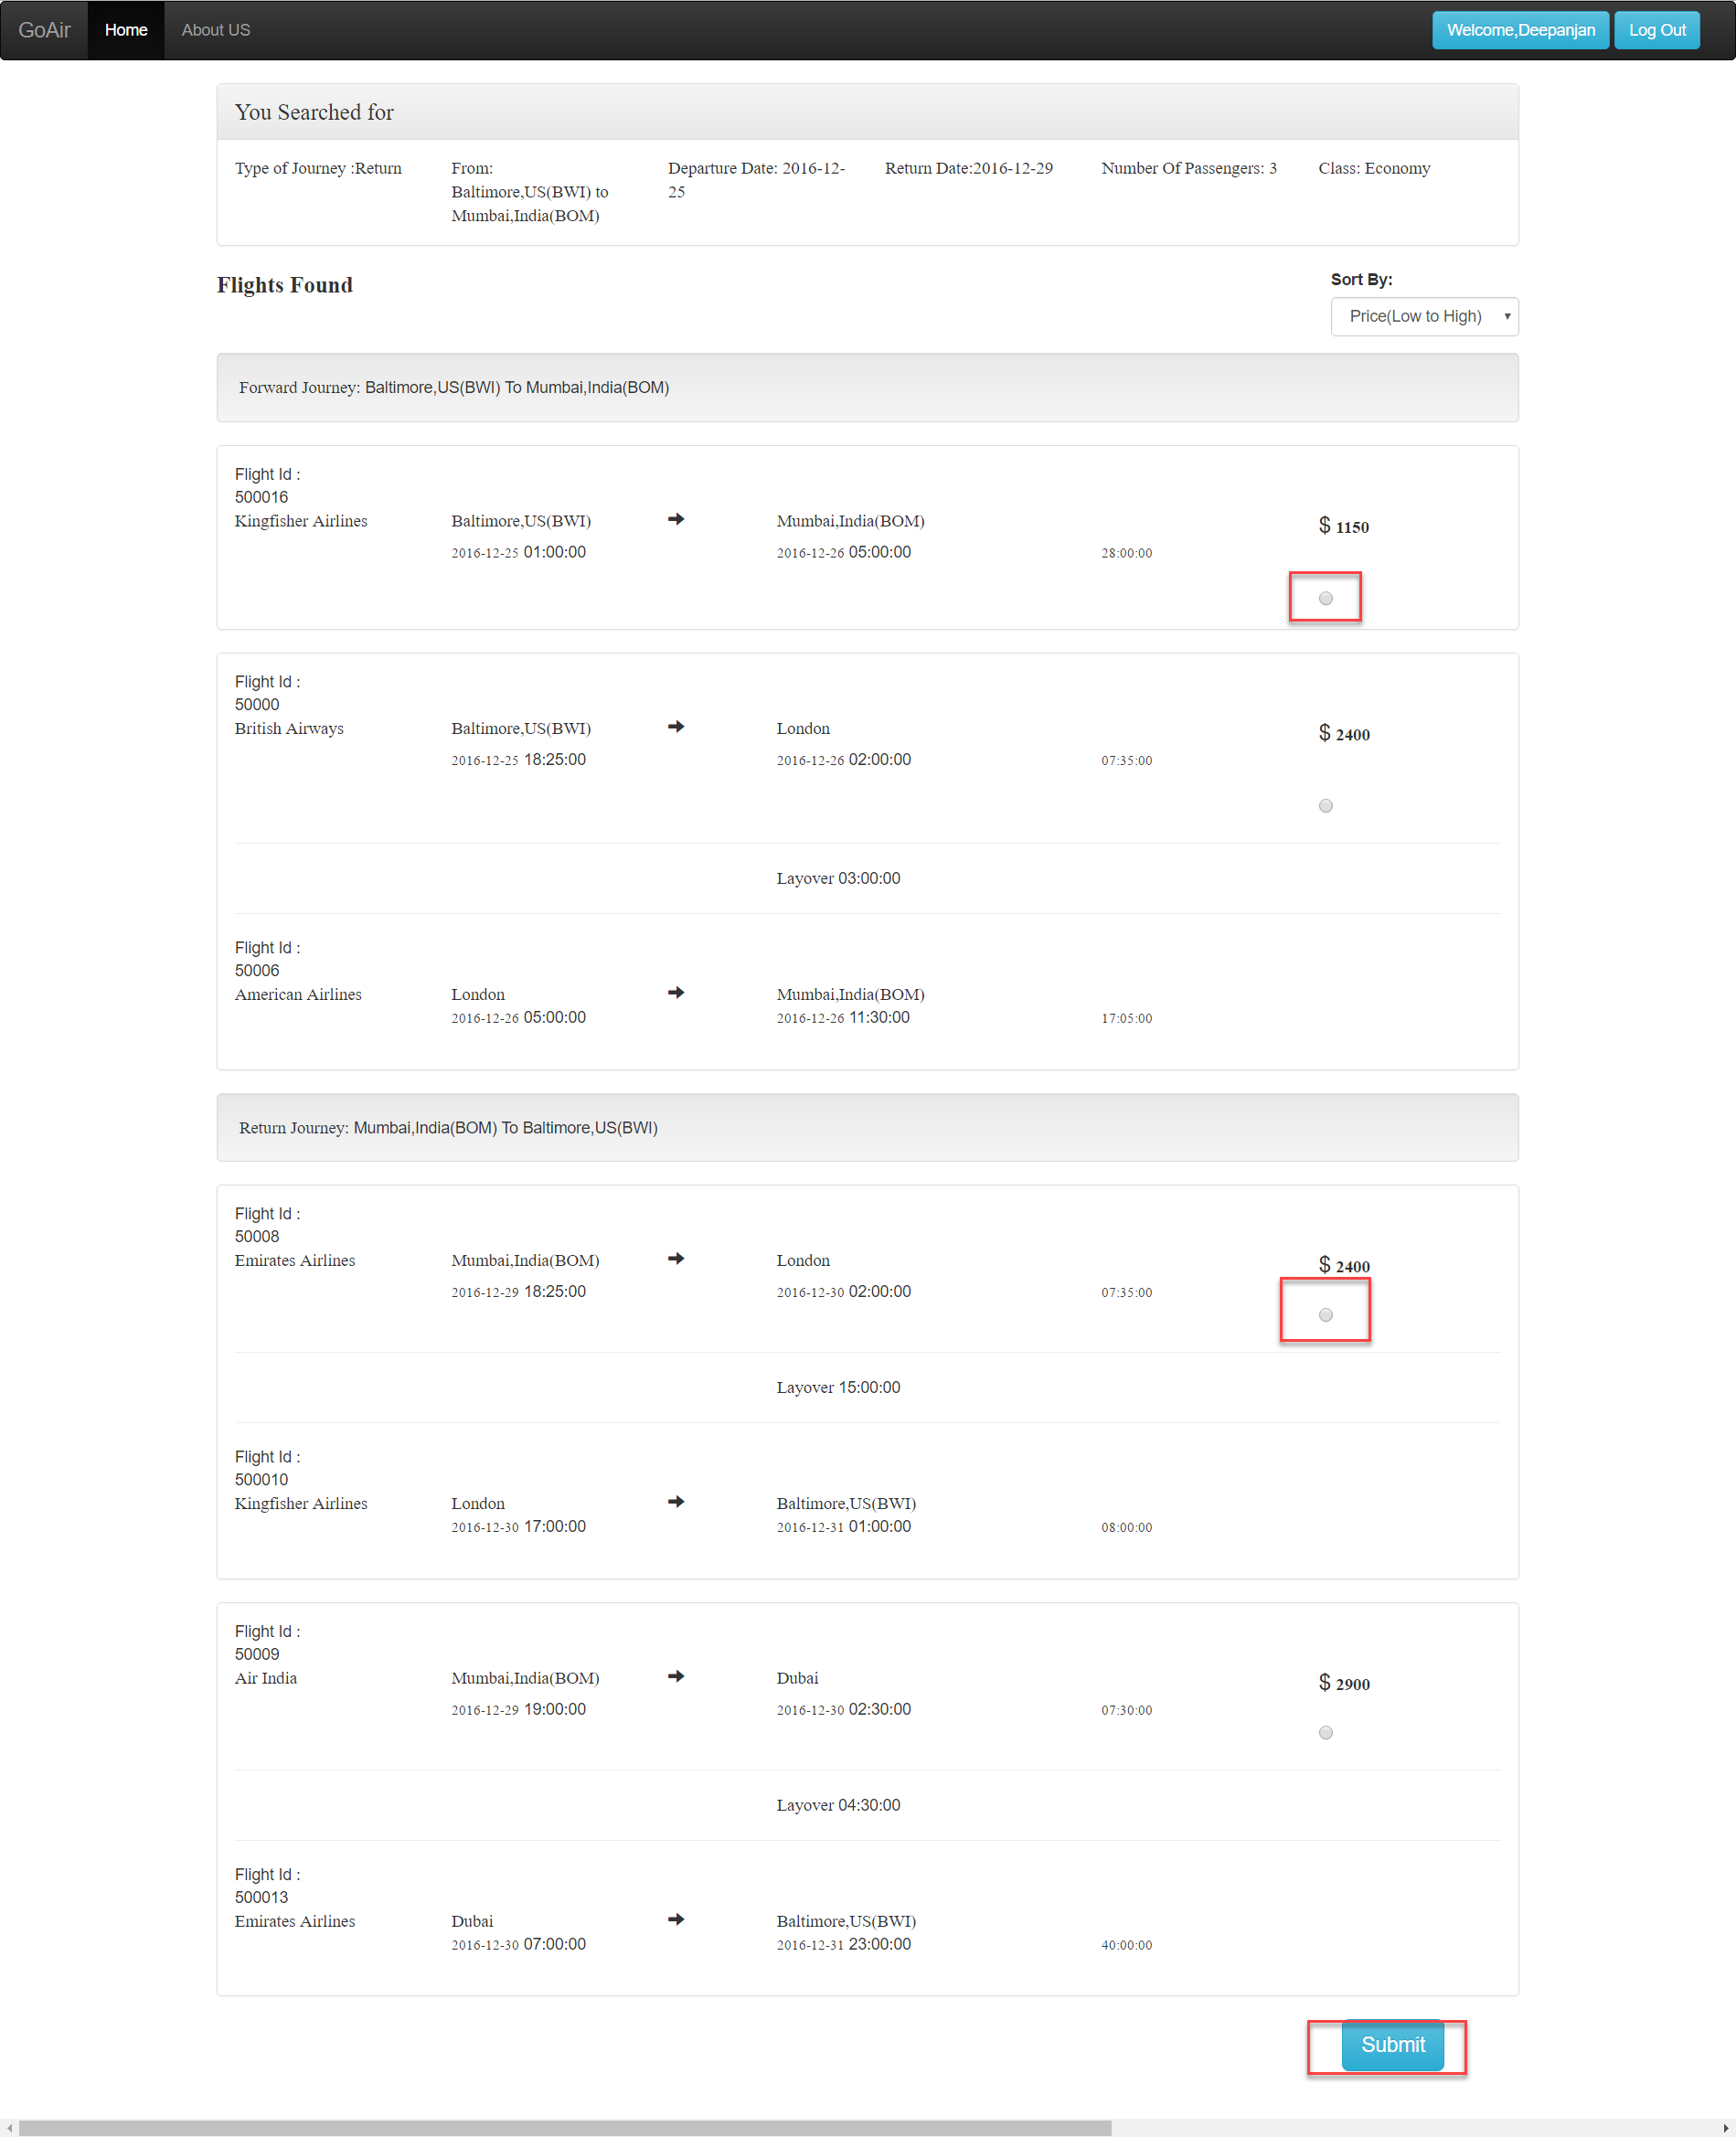 GoAir Home About US Welcome,Deepanjan Log Out
You Searched for
Type of Journey :Return From: Departure Date: 2016-12- Return Date:2016-12-29 Number Of Passengers: 3 Class: Economy
Baltimore,US(BWI) to 25
Mumbai,India(BOM)
Flights Found Sort By:
Price(Low to High)
Forward Journey: Baltimore,US(BWI) To Mumbai,India(BOM)
Flight Id :
500016
Kingfisher Airlines Baltimore,US(BWI) Mumbai,India(BOM) $ 1150
2016-12-25 01:00:00 2016-12-26 05:00:00 28:00:00
Flight Id :
50000
British Airways Baltimore,US(BWI) London $ 2400
2016-12-25 18:25:00 2016-12-26 02:00:00 07:35:00
Layover 03:00:00
Flight Id :
50006
American Airlines London Mumbai,India(BOM)
2016-12-26 05:00:00 2016-12-26 11:30:00 17:05:00
Return Journey: Mumbai,India(BOM) To Baltimore,US(BWI)
Flight Id :
50008
Emirates Airlines Mumbai,India(BOM) London $ 2400
2016-12-29 18:25:00 2016-12-30 02:00:00 07:35:00
Layover 15:00:00
Flight Id :
500010
Kingfisher Airlines London Baltimore,US(BWI)
2016-12-30 17:00:00 2016-12-31 01:00:00 08:00:00
Flight Id :
50009
Air India Mumbai,India(BOM) Dubai $ 2900
2016-12-29 19:00:00 2016-12-30 02:30:00 07:30:00
Layover 04:30:00
Flight Id :
500013
Emirates Airlines Dubai Baltimore,US(BWI)
2016-12-30 07:00:00 2016-12-31 23:00:00 40:00:00
Submit